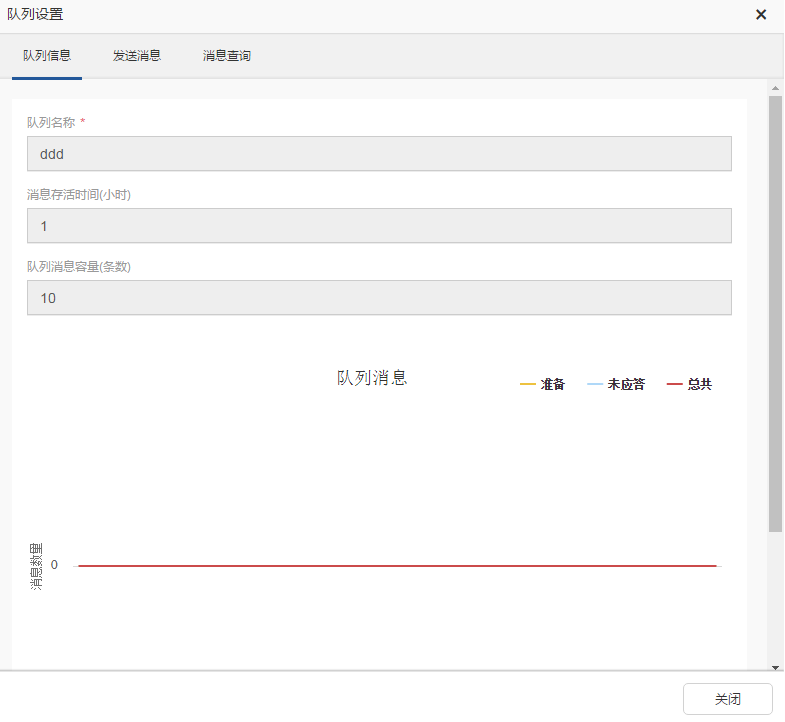 队列设置
队列信息 发送消息 消息查询
队列名称 *
ddd
消息存活时间(小时)
1
队列消息容量(条数)
10
队列消息
准备 未应答 总共
消息数里
0
关闭